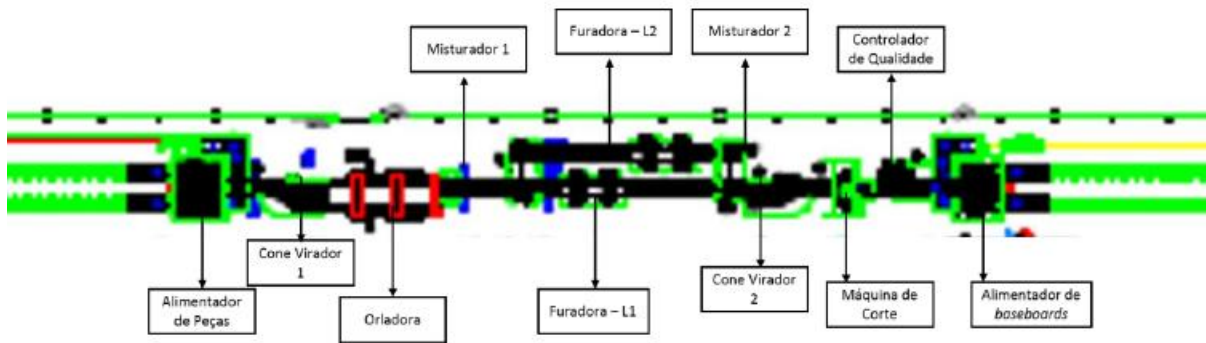 Misturador 1
Furadora – L2
Misturador 2
Controlador
de Qualidade
Cone Virador
1
Alimentador
de Peças
Orladora
Furadora – L1
Cone Virador
2
Máquina de
Corte
Alimentador de
baseboards